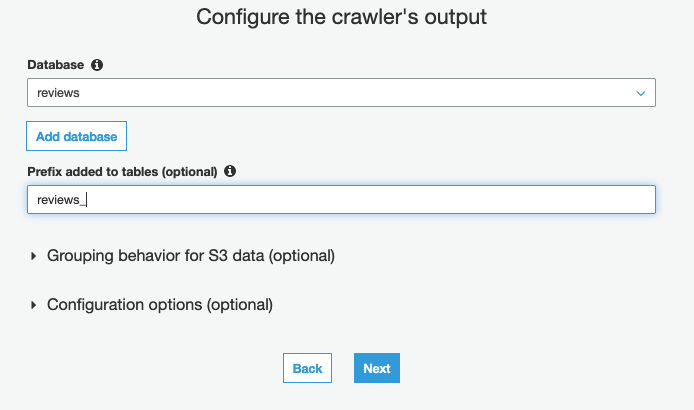 Configure the crawler's output
Database
reviews
Add database
Prefix added to tables (optional)
reviews_
Grouping behavior for S3 data (optional)
Configuration options (optional)
Back Next